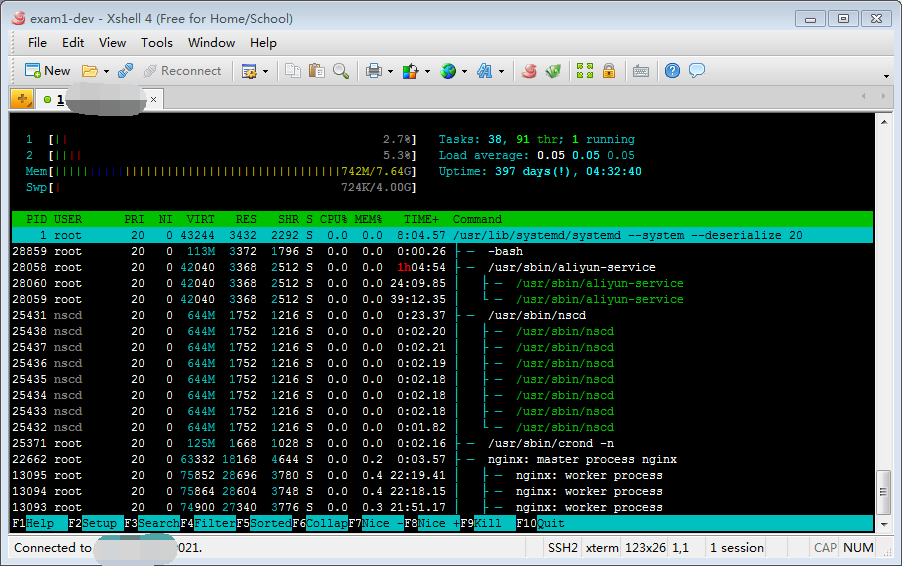 exam1-dev - Xshell 4 (Free for Home/School)
File Edit View Tools Window Help
New Reconnect
1
1 [|| 2.7%] Tasks: 38, 91 thr; 1 running
2 [|||| 5.3%] Load average: 0.05 0.05 0.05
Mem[|||||||||||||||||||||||||||||||||||||||||742M/7.64G] Uptime: 397 days(!), 04:32:40
Swp[| 724K/4.00G]
PID USER PRI NI VIRT RES SHR S CPU% MEM% TIME+ Command
1 root 20 0 43244 3432 2292 S 0.0 0.0 8:04.57 /usr/lib/systemd/systemd --system --deserialize 20
28859 root 20 0 113M 3372 1796 S 0.0 0.0 0:00.26 ├─ -bash
28058 root 20 0 42040 3368 2512 S 0.0 0.0 1h04:54 ├─ /usr/sbin/aliyun-service
28060 root 20 0 42040 3368 2512 S 0.0 0.0 24:09.85 │ ├─ /usr/sbin/aliyun-service
28059 root 20 0 42040 3368 2512 S 0.0 0.0 39:12.35 │ └─ /usr/sbin/aliyun-service
25431 nscd 20 0 644M 1752 1216 S 0.0 0.0 0:23.37 ├─ /usr/sbin/nscd
25438 nscd 20 0 644M 1752 1216 S 0.0 0.0 0:02.20 │ ├─ /usr/sbin/nscd
25437 nscd 20 0 644M 1752 1216 S 0.0 0.0 0:02.21 │ ├─ /usr/sbin/nscd
25436 nscd 20 0 644M 1752 1216 S 0.0 0.0 0:02.19 │ ├─ /usr/sbin/nscd
25435 nscd 20 0 644M 1752 1216 S 0.0 0.0 0:02.18 │ ├─ /usr/sbin/nscd
25434 nscd 20 0 644M 1752 1216 S 0.0 0.0 0:02.18 │ ├─ /usr/sbin/nscd
25433 nscd 20 0 644M 1752 1216 S 0.0 0.0 0:02.18 │ ├─ /usr/sbin/nscd
25432 nscd 20 0 644M 1752 1216 S 0.0 0.0 0:01.82 │ └─ /usr/sbin/nscd
25371 root 20 0 125M 1668 1028 S 0.0 0.0 0:02.16 ├─ /usr/sbin/crond -n
22662 root 20 0 63332 18168 4644 S 0.0 0.2 0:03.57 ├─ nginx: master process nginx
13095 root 20 0 75852 28696 3780 S 0.0 0.4 22:19.41 │ ├─ nginx: worker process
13094 root 20 0 75864 28604 3748 S 0.0 0.4 22:18.15 │ ├─ nginx: worker process
13093 root 20 0 74900 27340 3776 S 0.0 0.3 21:51.17 │ ├─ nginx: worker process
F1Help F2Setup F3SearchF4FilterF5SortedF6CollapF7Nice -F8Nice +F9Kill F10Quit
Connected to 021. SSH2 xterm 123x26 1,1 1 session CAP NUM